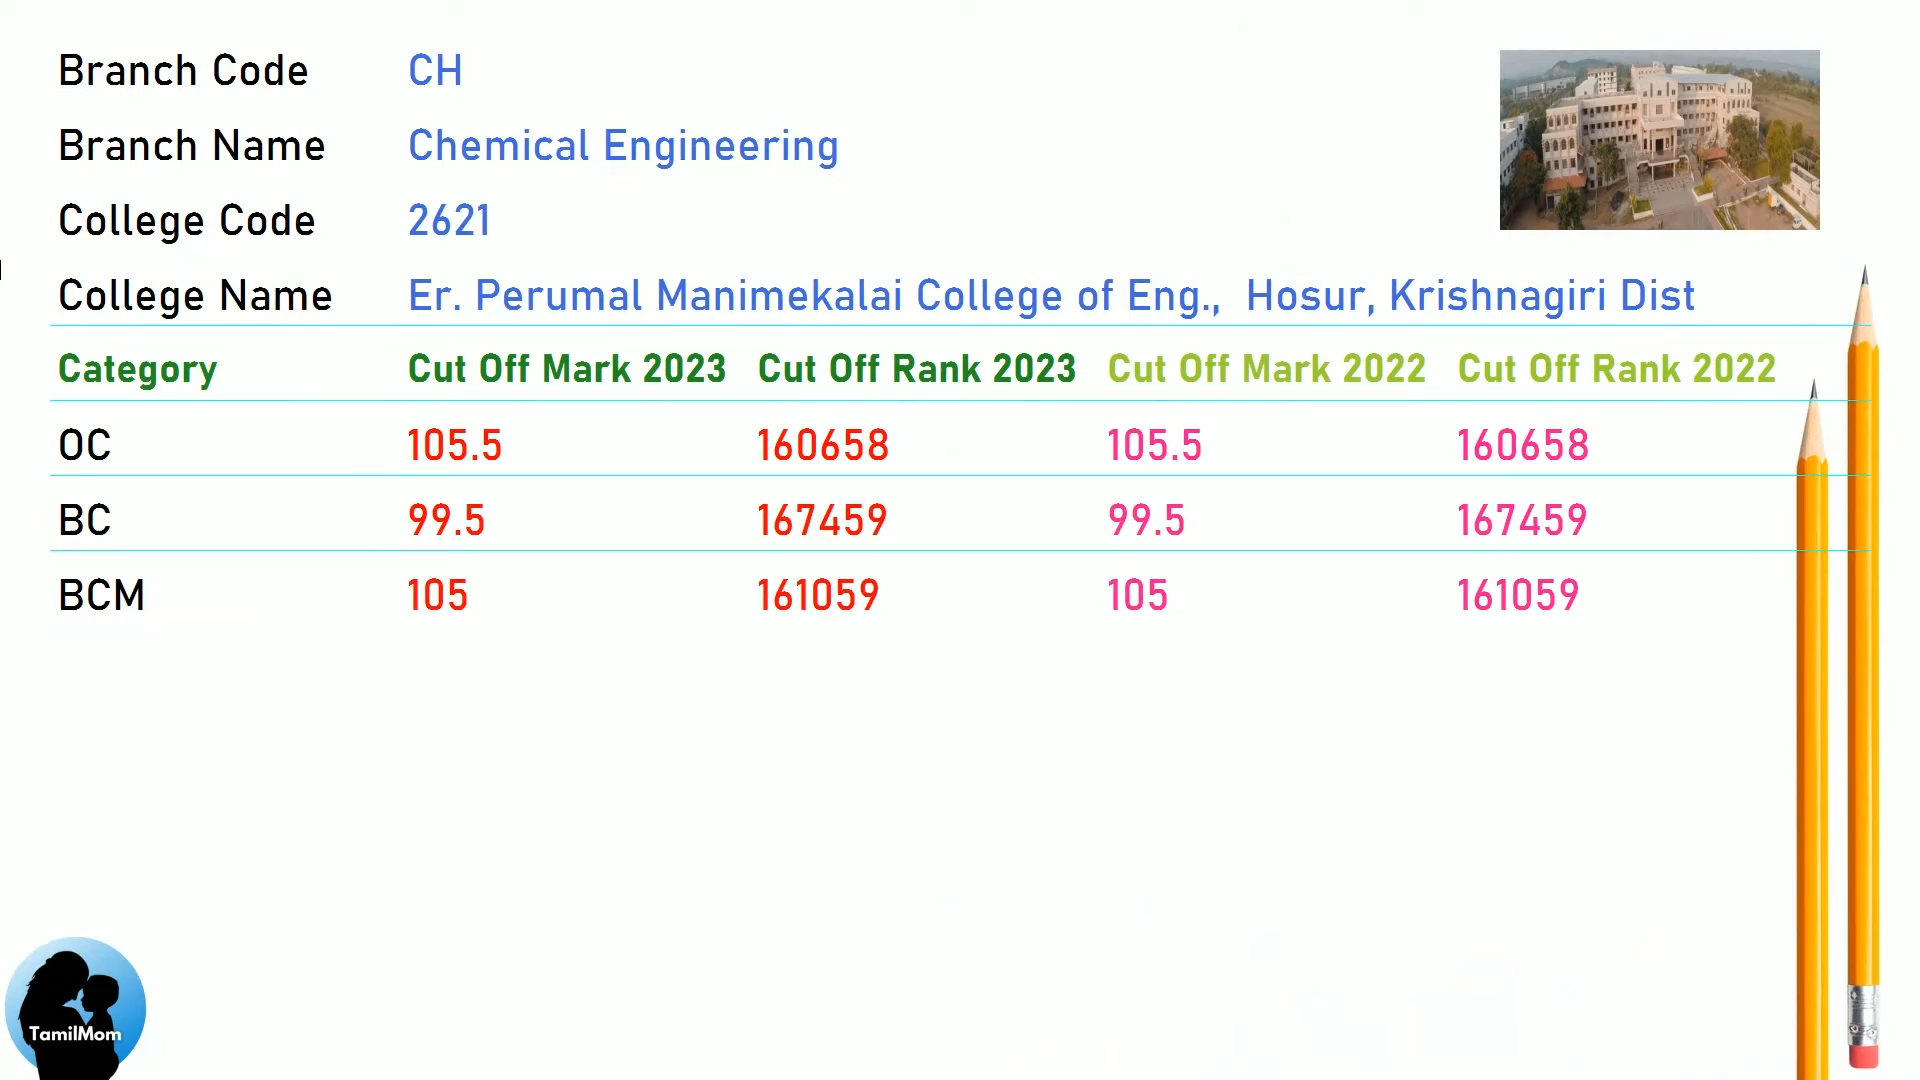 Branch Code CH
Branch Name Chemical Engineering
College Code 2621
College Name Er. Perumal Manimekalai College of Eng.,  Hosur, Krishnagiri Dist
Category Cut Off Mark 2023 Cut Off Rank 2023 Cut Off Mark 2022 Cut Off Rank 2022
OC 105.5 160658 105.5 160658
BC 99.5 167459 99.5 167459
BCM 105 161059 105 161059
TamilMom